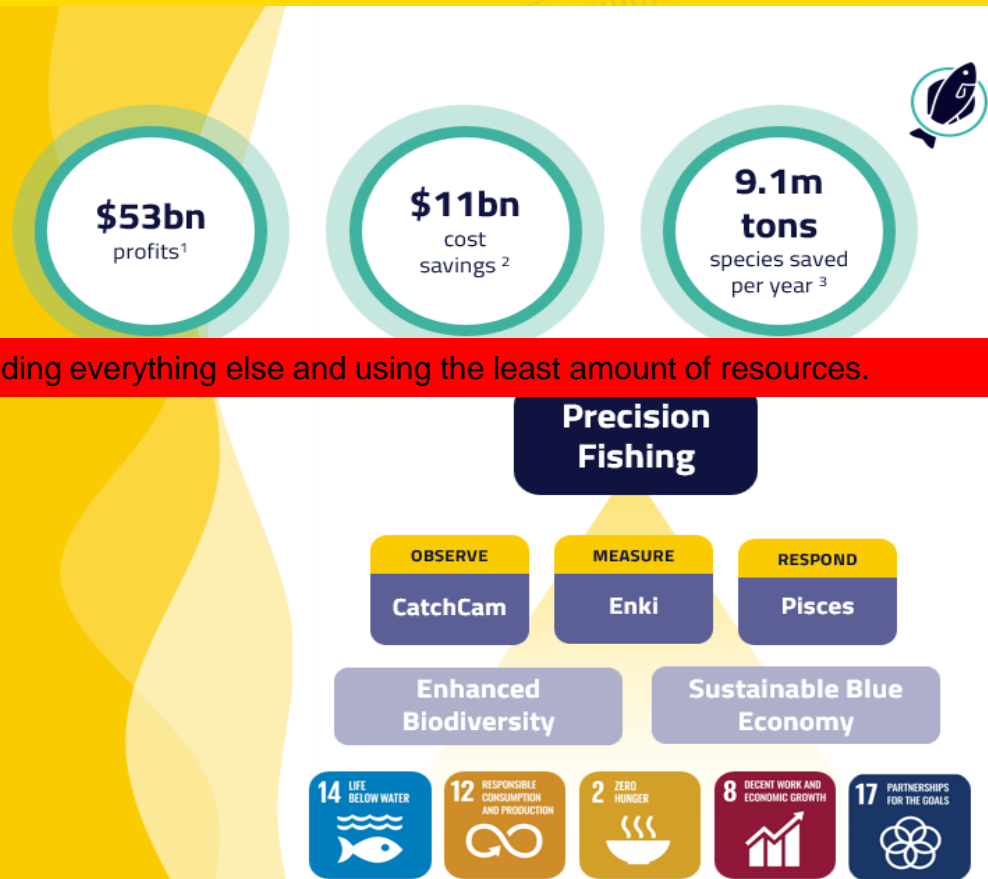 $53bn
profits¹
$11bn
cost
savings ²
9.1m
tons
species saved
per year ³
ding everything else and using the least amount of resources.
Precision
Fishing
OBSERVE
CatchCam
MEASURE
Enki
RESPOND
Pisces
Enhanced
Biodiversity
Sustainable Blue
Economy
14 LIFE
BELOW WATER
12 RESPONSIBLE
CONSUMPTION
AND PRODUCTION
2 ZERO
HUNGER
8 DECENT WORK AND
ECONOMIC GROWTH
17 PARTNERSHIPS
FOR THE GOALS